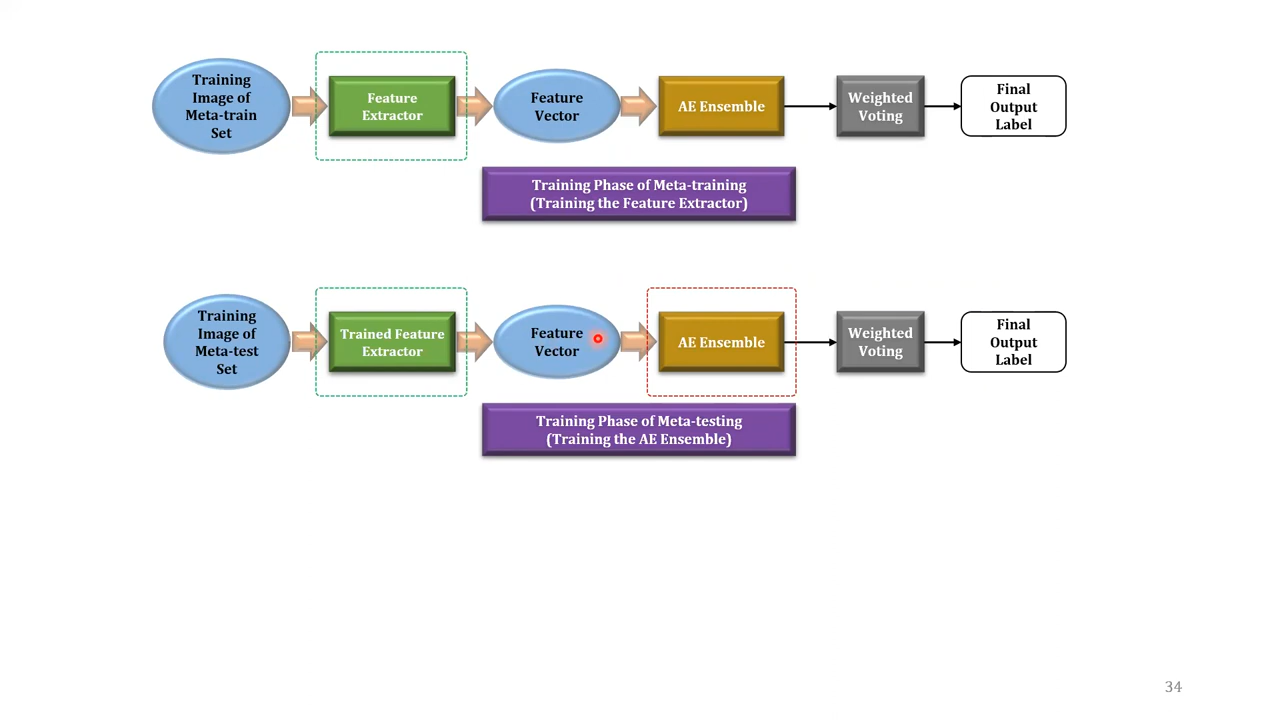 Training
Image of
Meta-train
Set
Feature
Extractor
Feature
Vector
AE Ensemble
Weighted
Voting
Final
Output
Label
Training Phase of Meta-training
(Training the Feature Extractor)
Training
Image of
Meta-test
Set
Trained Feature
Extractor
Feature
Vector
AE Ensemble
Weighted
Voting
Final
Output
Label
Training Phase of Meta-testing
(Training the AE Ensemble)
34